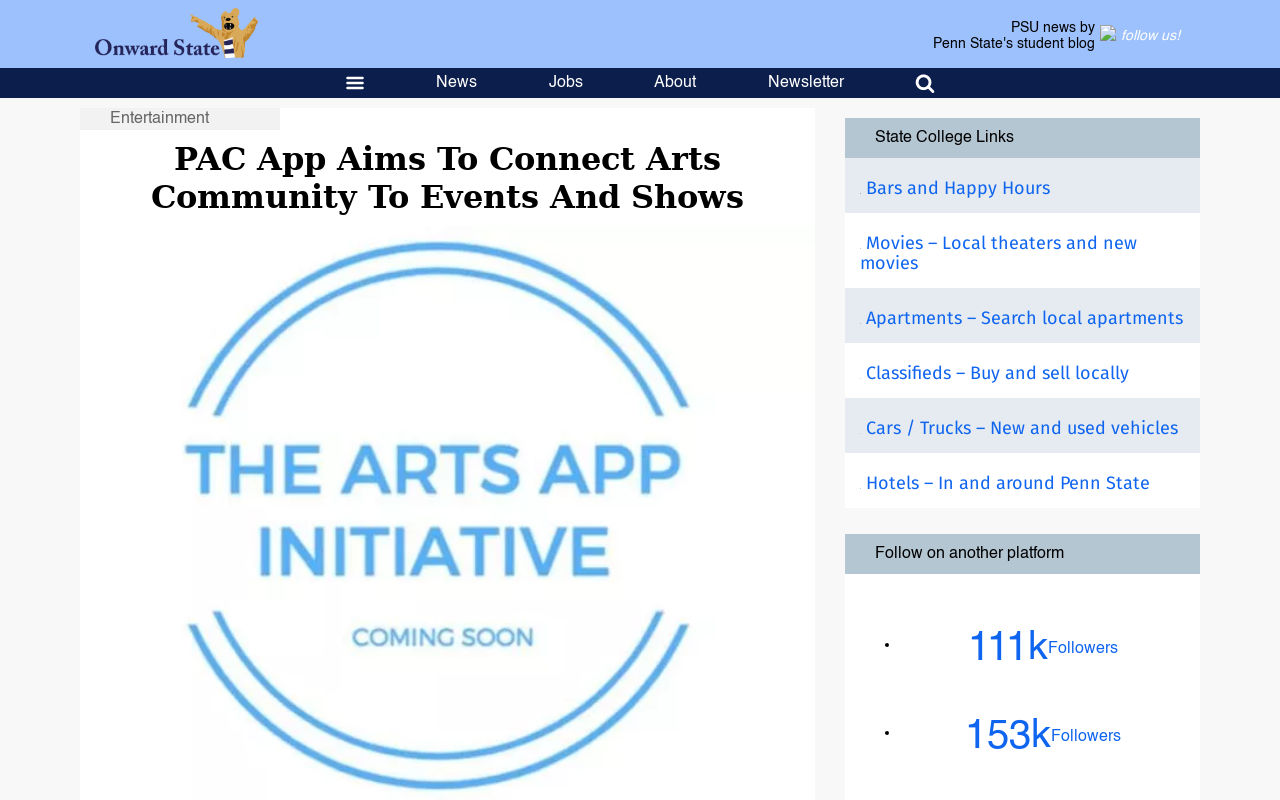 Onward State
PSU news by
Penn State's student blog
follow us!
News
Jobs
About
Newsletter
Entertainment
PAC App Aims To Connect Arts
Community To Events And Shows
THE ARTS APP
INITIATIVE
COMING SOON
State College Links
Bars and Happy Hours
Movies – Local theaters and new
movies
Apartments – Search local apartments
Classifieds – Buy and sell locally
Cars / Trucks – New and used vehicles
Hotels – In and around Penn State
Follow on another platform
111k Followers
153k Followers